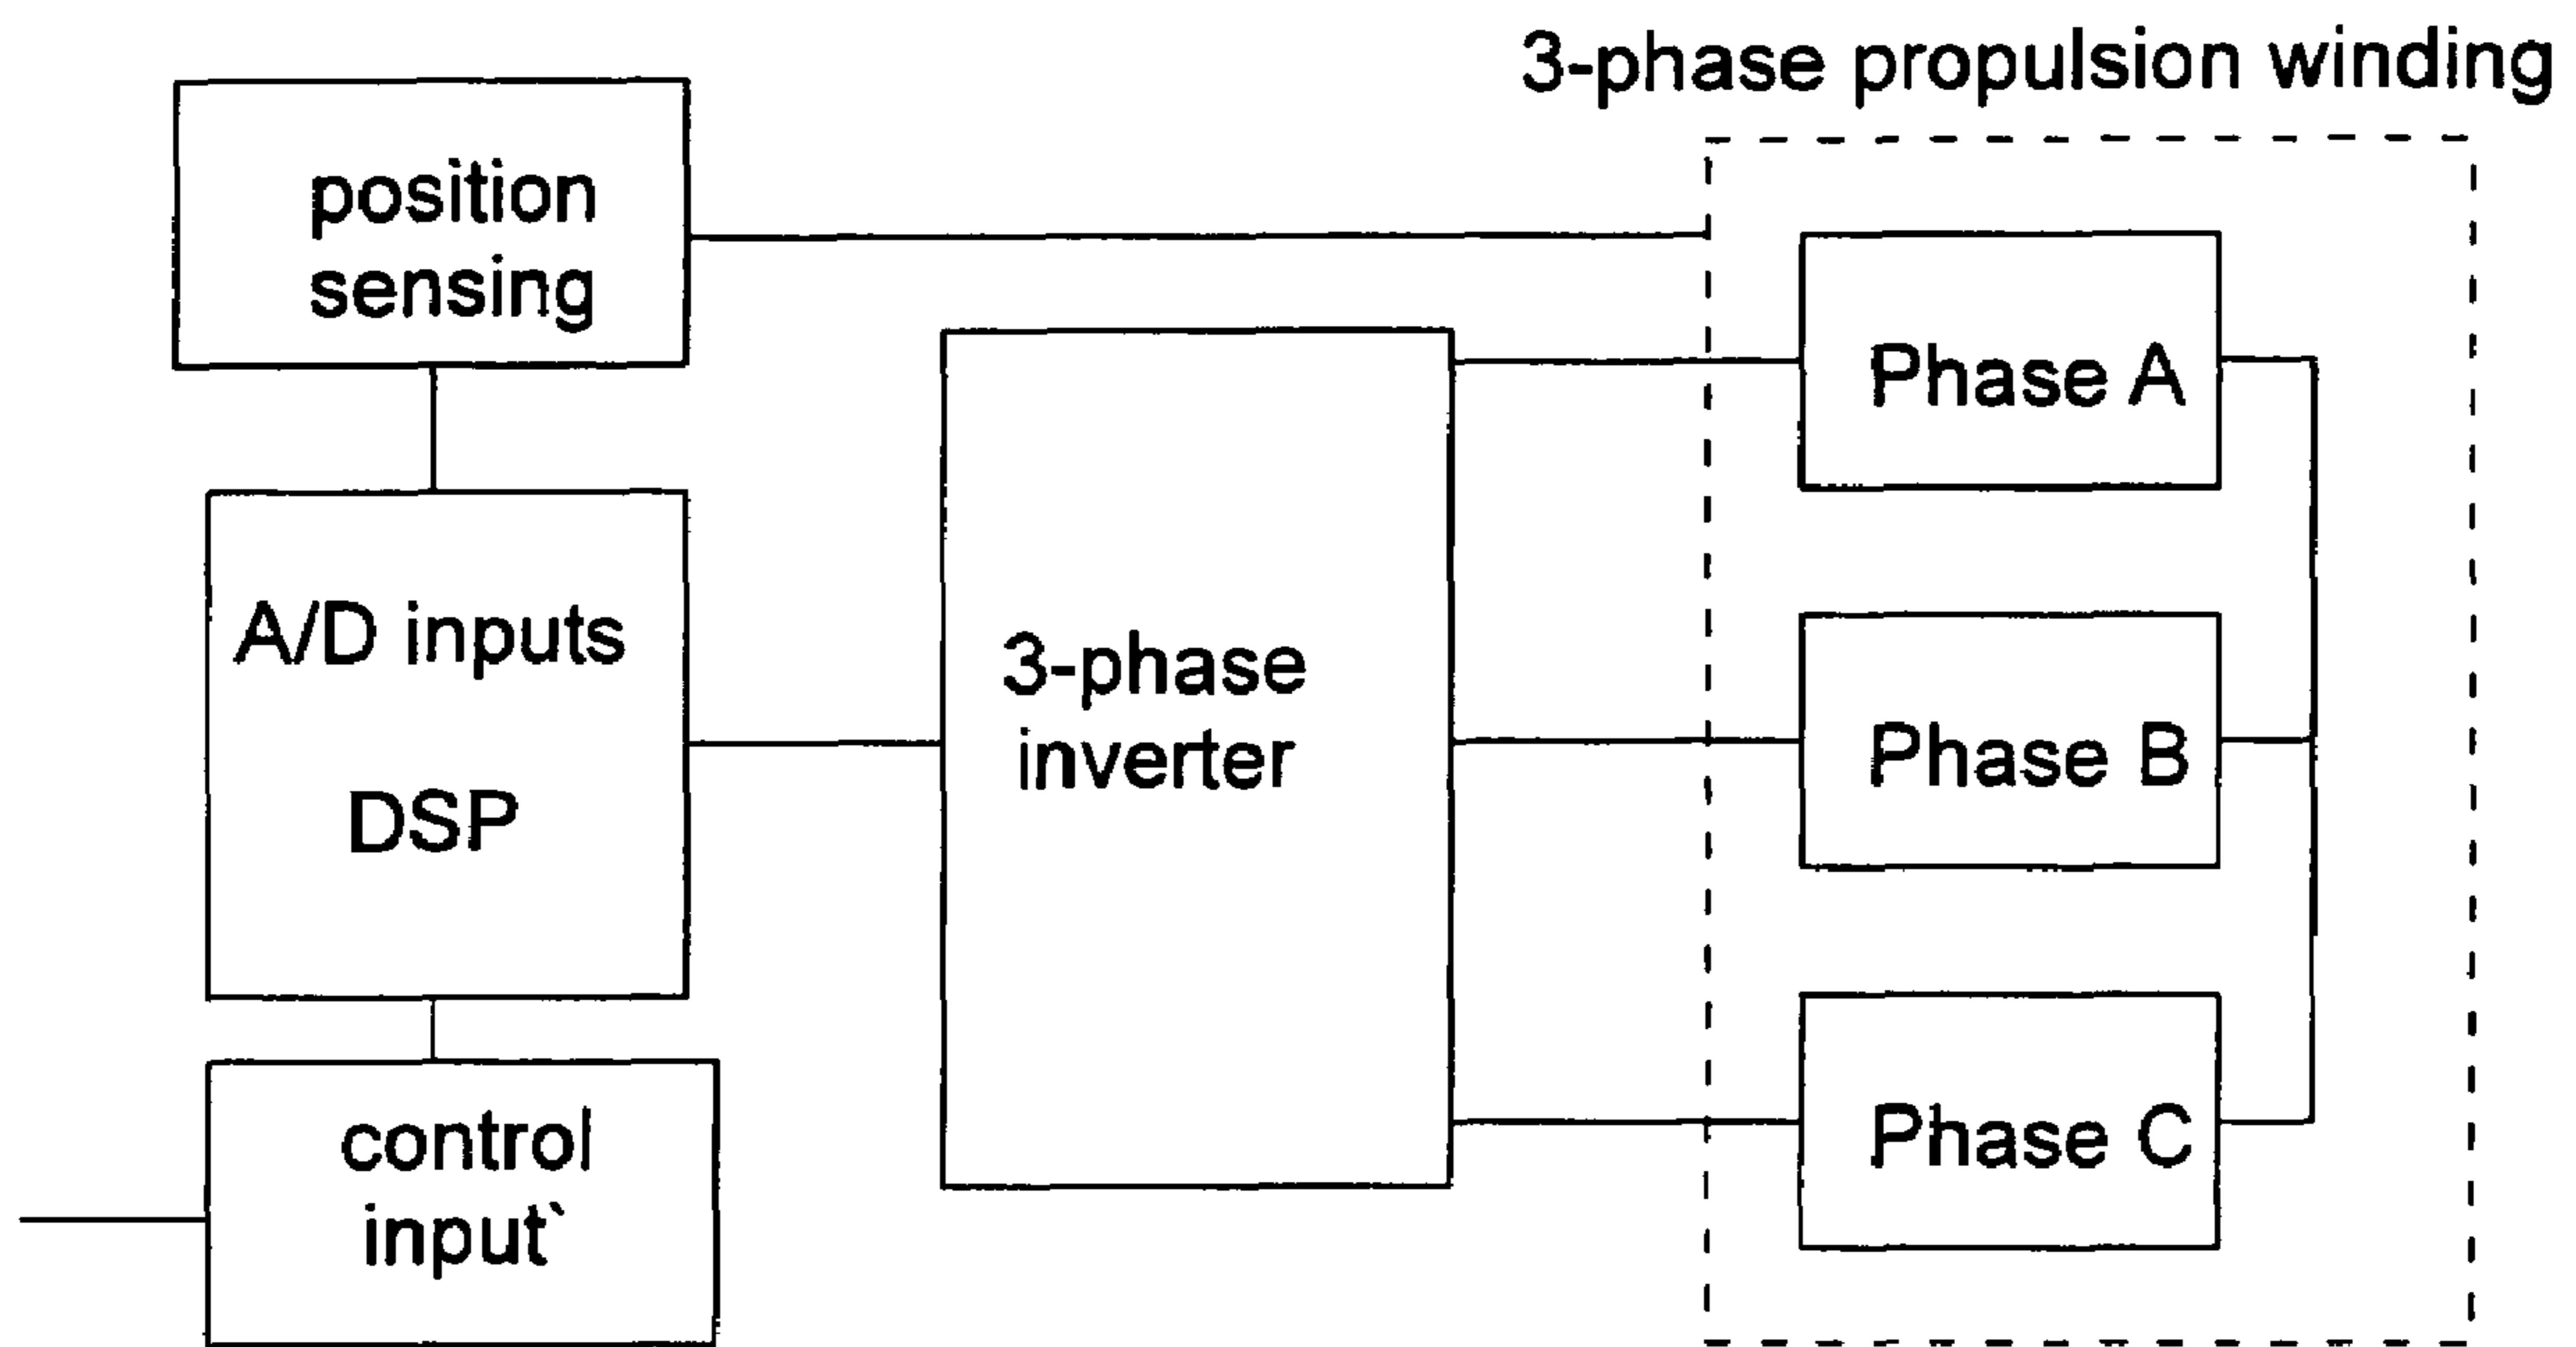 3-phase propulsion winding
position
sensing
A/D inputs
DSP
control
input`
3-phase
inverter
Phase A
Phase B
Phase C